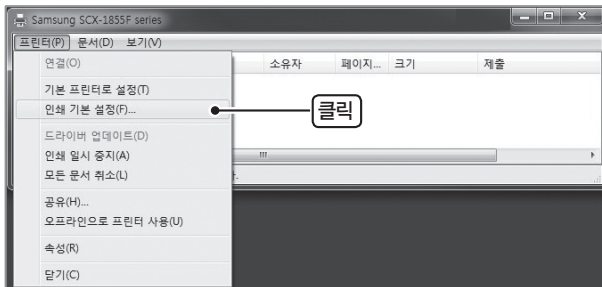 Samsung SCX-1855F series
프린터(P) 문서(D) 보기(V)
소유자 페이지... 크기 제출
연결(O)
기본 프린터로 설정(T)
인쇄 기본 설정(F)...
클릭
드라이버 업데이트(D)
인쇄 일시 중지(A)
모든 문서 취소(L)
공유(H)...
오프라인으로 프린터 사용(U)
속성(R)
닫기(C)